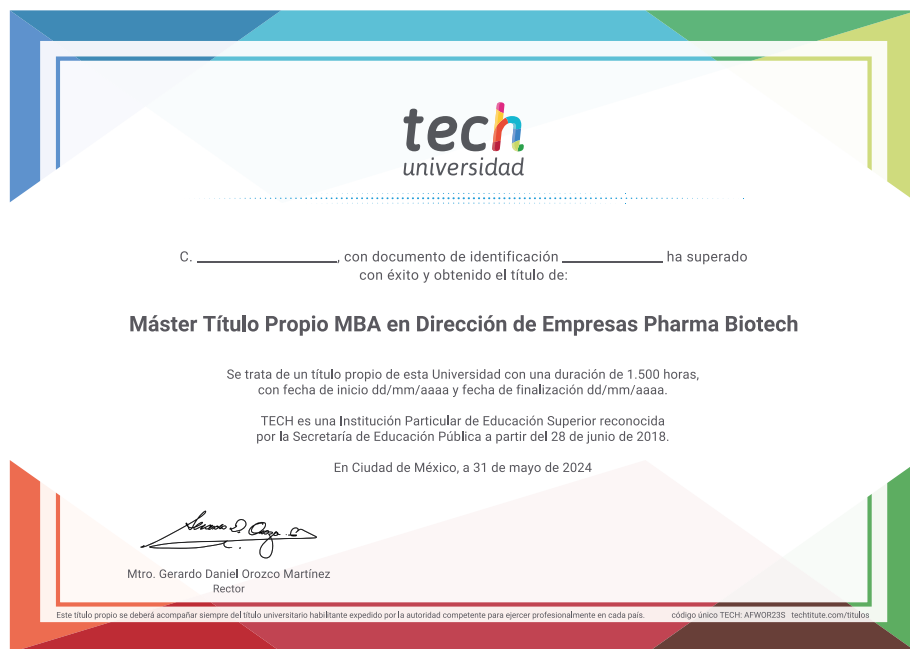 tech
universidad
C. ____________________, con documento de identificación ______________ ha superado
con éxito y obtenido el título de:
Máster Título Propio MBA en Dirección de Empresas Pharma Biotech
Se trata de un título propio de esta Universidad con una duración de 1.500 horas,
con fecha de inicio dd/mm/aaaa y fecha de finalización dd/mm/aaaa.
TECH es una Institución Particular de Educación Superior reconocida
por la Secretaría de Educación Pública a partir del 28 de junio de 2018.
En Ciudad de México, a 31 de mayo de 2024
Mtro. Gerardo Daniel Orozco Martínez
Rector
Este título propio se deberá acompañar siempre del título universitario habilitante expedido por la autoridad competente para ejercer profesionalmente en cada país. código único TECH: AFWOR23S techtitute.com/titulos